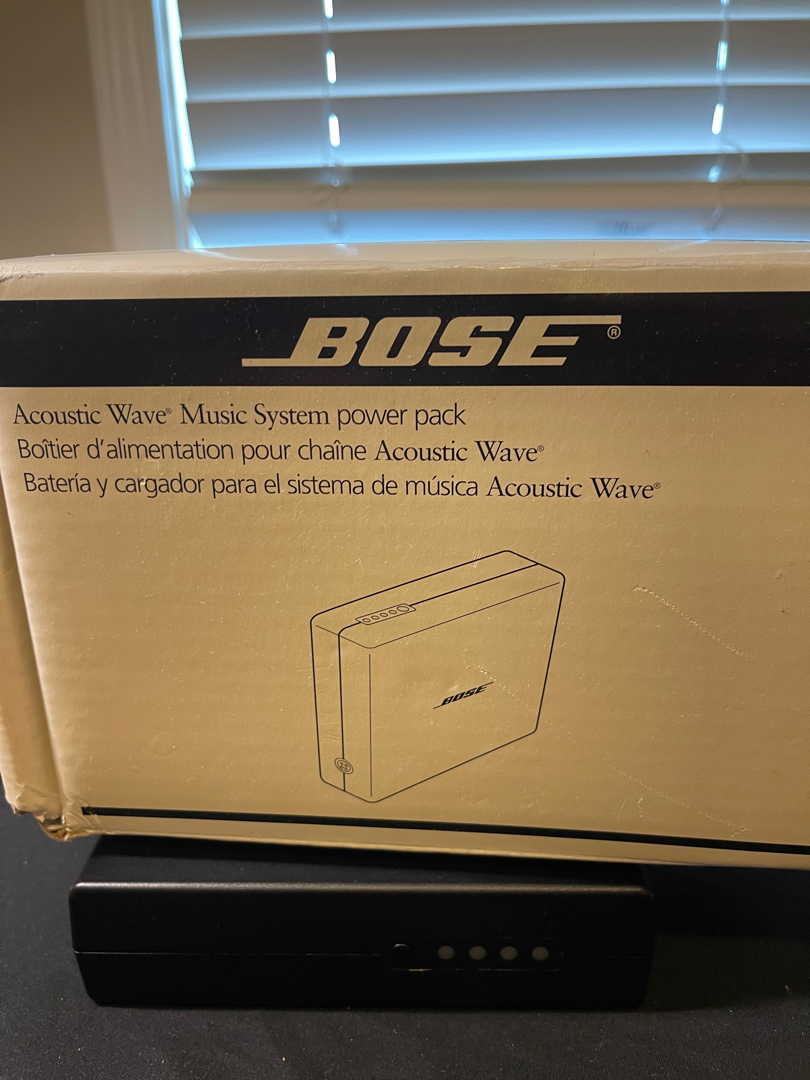 BOSE®
Acoustic Wave® Music System power pack
Boîtier d'alimentation pour chaîne Acoustic Wave®
Batería y cargador para el sistema de música Acoustic Wave®
BOSE